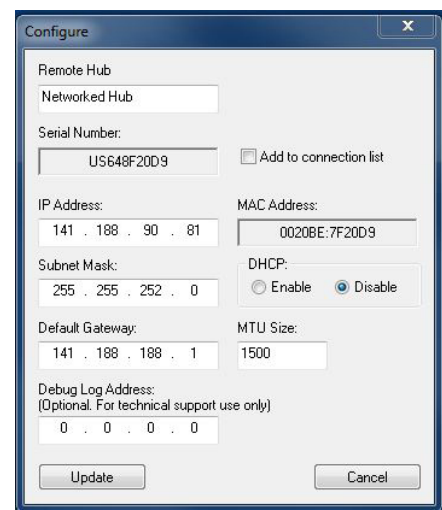 Configure
x
Remote Hub
Networked Hub
Serial Number:
US648F20D9
Add to connection list
IP Address:
MAC Address:
141 . 188 . 90 . 81
0020BE:7F20D9
Subnet Mask:
DHCP:
255 . 255 . 252 . 0
Enable
Disable
Default Gateway:
MTU Size:
141 . 188 . 188 . 1
1500
Debug Log Address:
(Optional. For technical support use only)
0 . 0 . 0 . 0
Update
Cancel